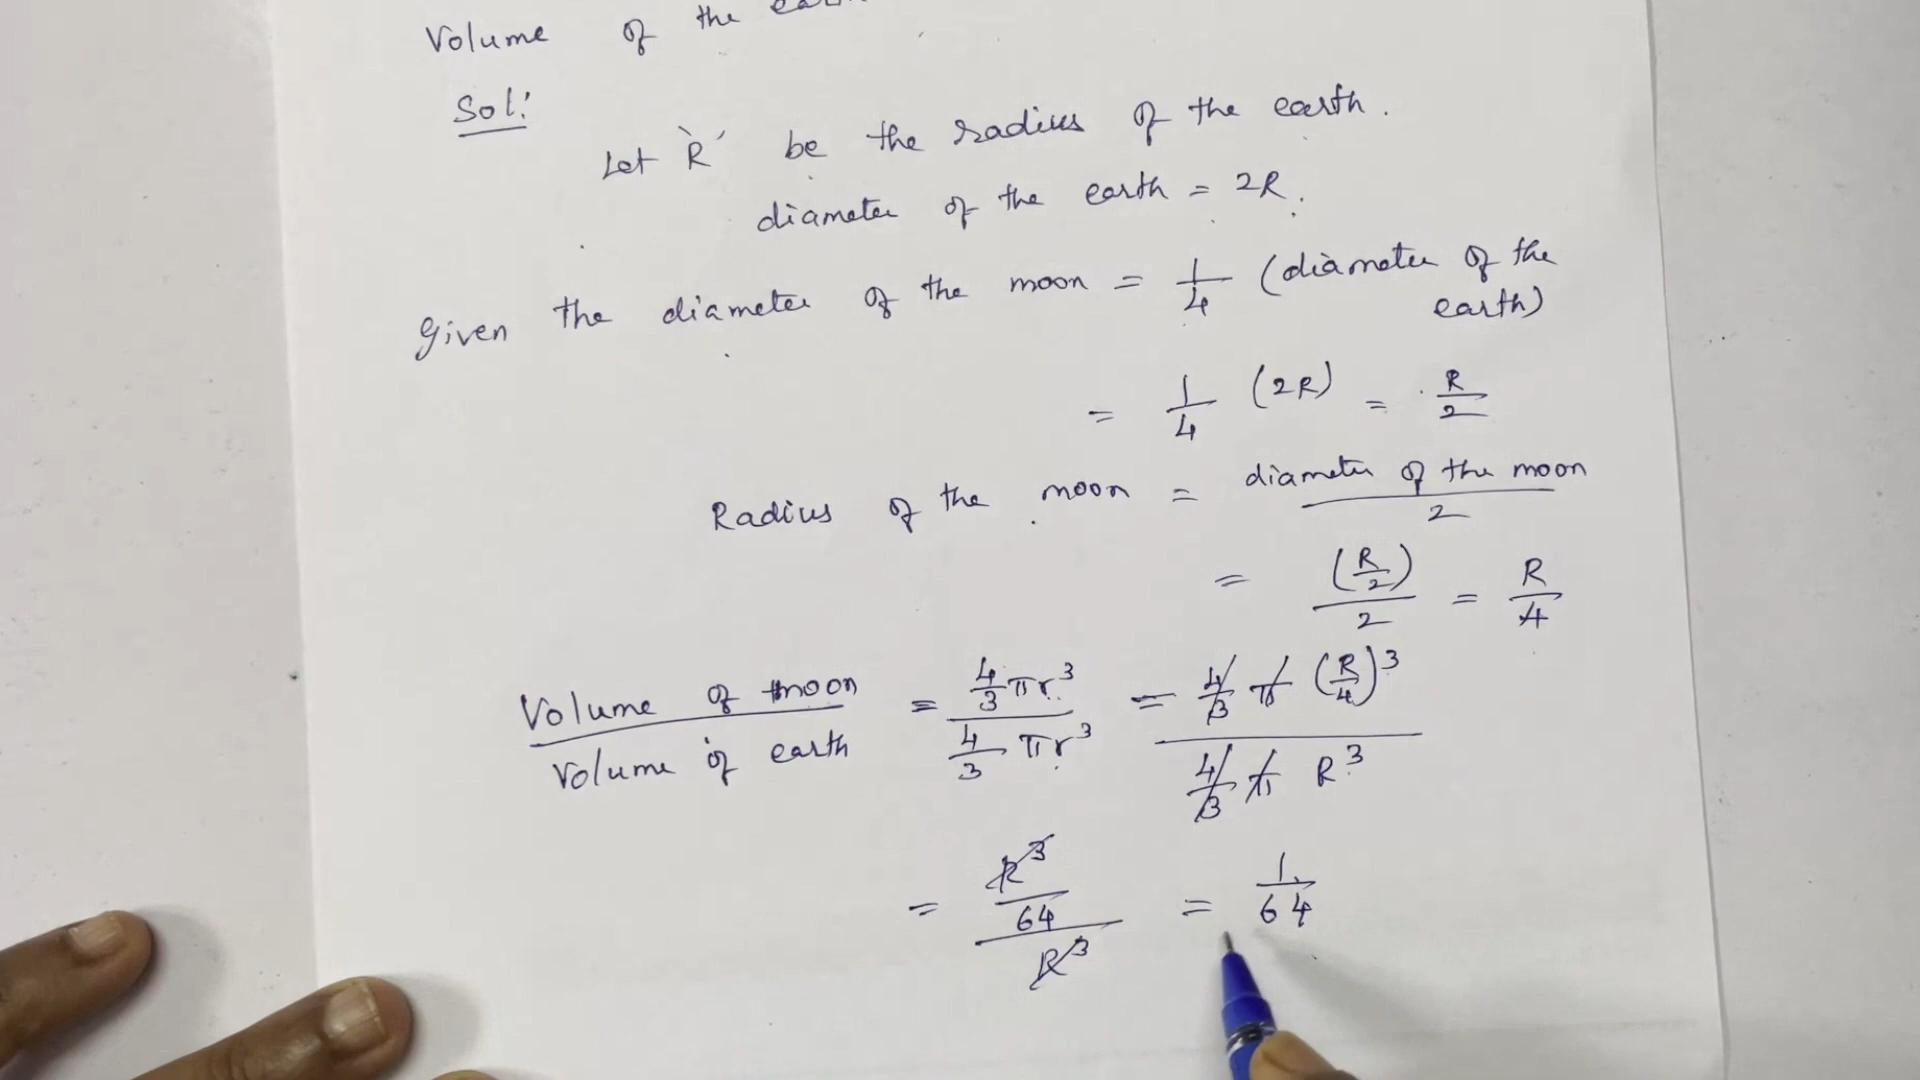 Volume of the
Sol:
Let `R´ be the radius of the earth.
diameter of the earth = 2R.
Given the diameter of the moon = 1/4 (diameter of the
earth)
= 1/4 (2R) = R/2
Radius of the moon = diameter of the moon / 2
= (R/2) / 2 = R/4
Volume of moon / Volume of earth = 4/3 πr³ / 4/3 πr³ = 4/3 π (R/4)³ / 4/3 π R³
= R³/64 / R³ = 1/64